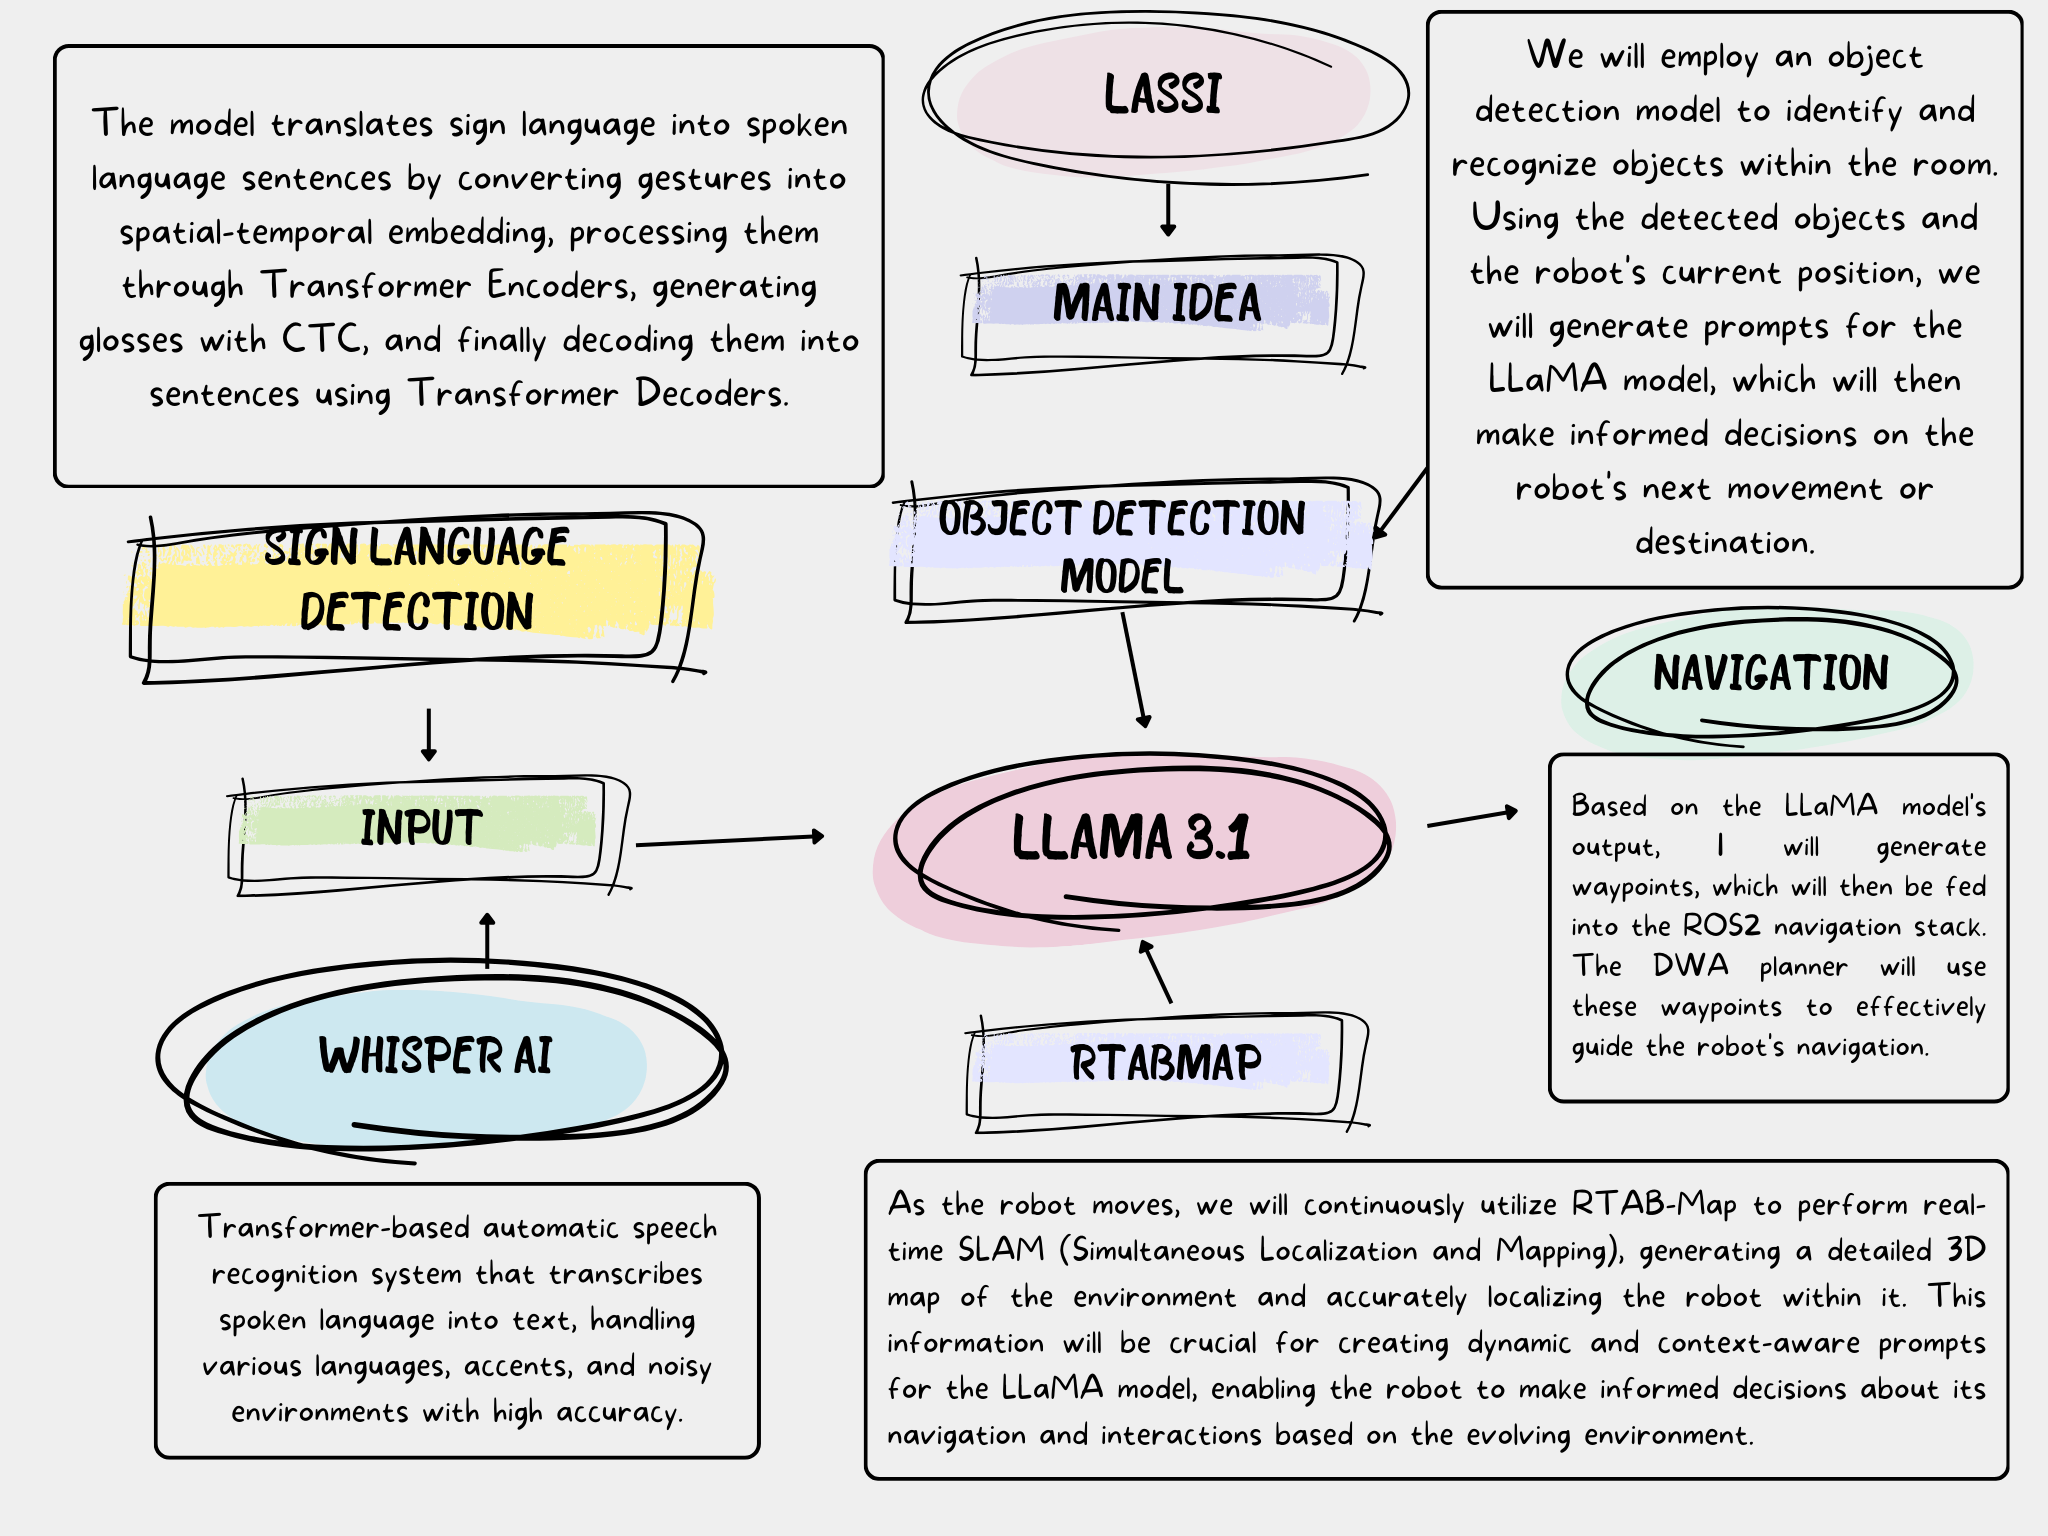 The model translates sign language into spoken
language sentences by converting gestures into
spatial-temporal embedding, processing them
through Transformer Encoders, generating
glosses with CTC, and finally decoding them into
sentences using Transformer Decoders.
LASSI
MAIN IDEA
We will employ an object
detection model to identify and
recognize objects within the room.
Using the detected objects and
the robot's current position, we
will generate prompts for the
LLaMA model, which will then
make informed decisions on the
robot's next movement or
destination.
SIGN LANGUAGE
DETECTION
OBJECT DETECTION
MODEL
NAVIGATION
INPUT
LLAMA 3.1
Based on the LLaMA model's
output, I will generate
waypoints, which will then be fed
into the ROS2 navigation stack.
The DWA planner will use
these waypoints to effectively
guide the robot's navigation.
WHISPER AI
RTABMAP
Transformer-based automatic speech
recognition system that transcribes
spoken language into text, handling
various languages, accents, and noisy
environments with high accuracy.
As the robot moves, we will continuously utilize RTAB-Map to perform real-
time SLAM (Simultaneous Localization and Mapping), generating a detailed 3D
map of the environment and accurately localizing the robot within it. This
information will be crucial for creating dynamic and context-aware prompts
for the LLaMA model, enabling the robot to make informed decisions about its
navigation and interactions based on the evolving environment.